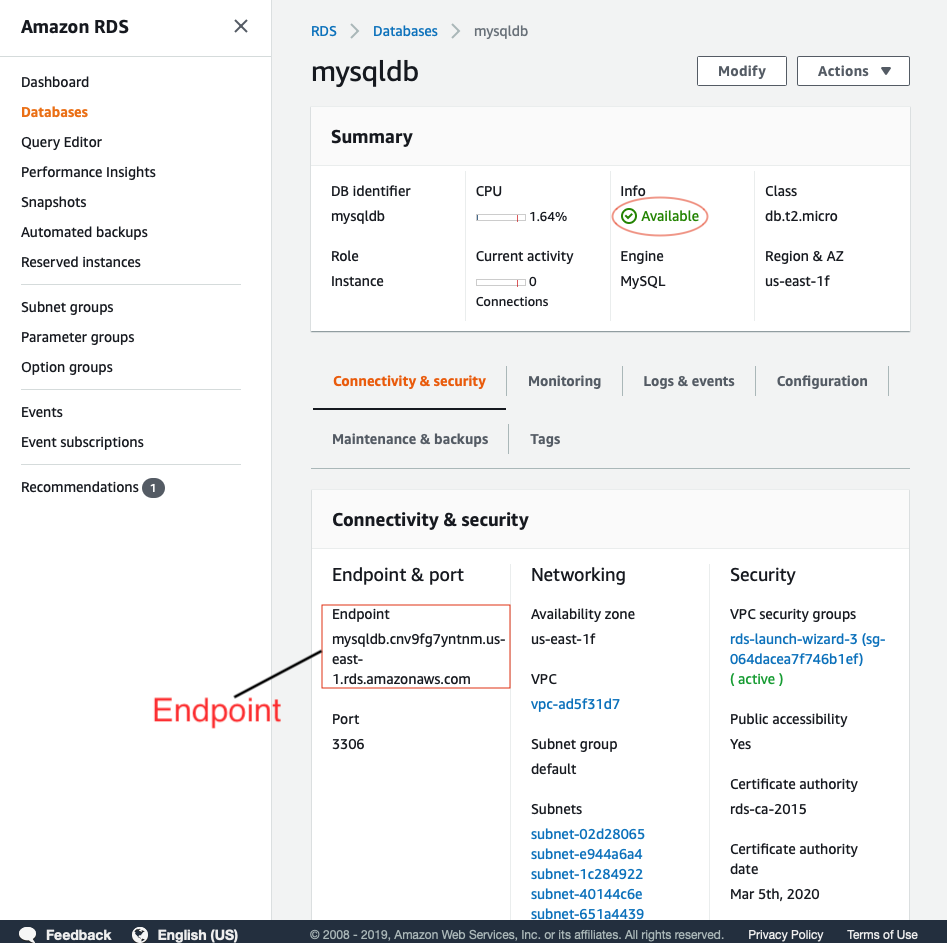 Amazon RDS
Dashboard
Databases
Query Editor
Performance Insights
Snapshots
Automated backups
Reserved instances
Subnet groups
Parameter groups
Option groups
Events
Event subscriptions
Recommendations 1
RDS Databases mysqldb
mysqldb
Modify
Actions
Summary
DB identifier
mysqldb
Role
Instance
CPU
1.64%
Current activity
0
Connections
Info
Available
Engine
MySQL
Class
db.t2.micro
Region & AZ
us-east-1f
Connectivity & security
Monitoring
Logs & events
Configuration
Maintenance & backups
Tags
Connectivity & security
Endpoint & port
Endpoint
mysqldb.cnv9fg7yntnm.us-
east-
1.rds.amazonaws.com
Endpoint
Port
3306
Networking
Availability zone
us-east-1f
VPC
vpc-ad5f31d7
Subnet group
default
Subnets
subnet-02d28065
subnet-e944a6a4
subnet-1c284922
subnet-40144c6e
subnet-651a4439
Security
VPC security groups
rds-launch-wizard-3 (sg-
064dacea7f746b1ef)
( active )
Public accessibility
Yes
Certificate authority
rds-ca-2015
Certificate authority
date
Mar 5th, 2020
Feedback
English (US)
© 2008 - 2019, Amazon Web Services, Inc. or its affiliates. All rights reserved.
Privacy Policy
Terms of Use